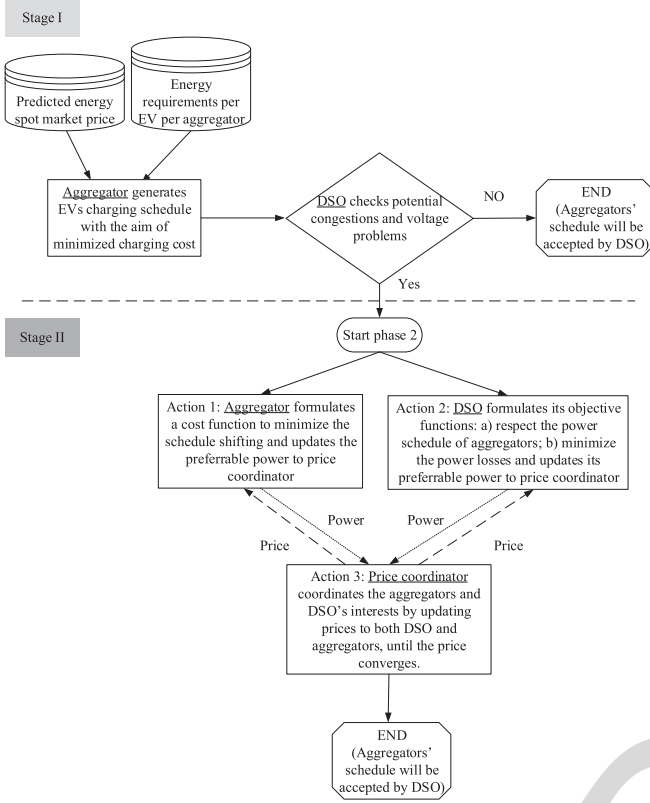 Stage I
Predicted energy
spot market price
Energy
requirements per
EV per aggregator
Aggregator generates
EVs charging schedule
with the aim of
minimized charging cost
DSO checks potential
congestions and voltage
problems
NO
END
(Aggregators'
schedule will be
accepted by DSO)
Yes
Stage II
Start phase 2
Action 1: Aggregator formulates
a cost function to minimize the
schedule shifting and updates the
preferrable power to price
coordinator
Action 2: DSO formulates its objective
functions: a) respect the power
schedule of aggregators; b) minimize
the power losses and updates its
preferrable power to price coordinator
Power
Price
Power
Price
Action 3: Price coordinator
coordinates the aggregators and
DSO's interests by updating
prices to both DSO and
aggregators, until the price
converges.
END
(Aggregators'
schedule will be
accepted by DSO)